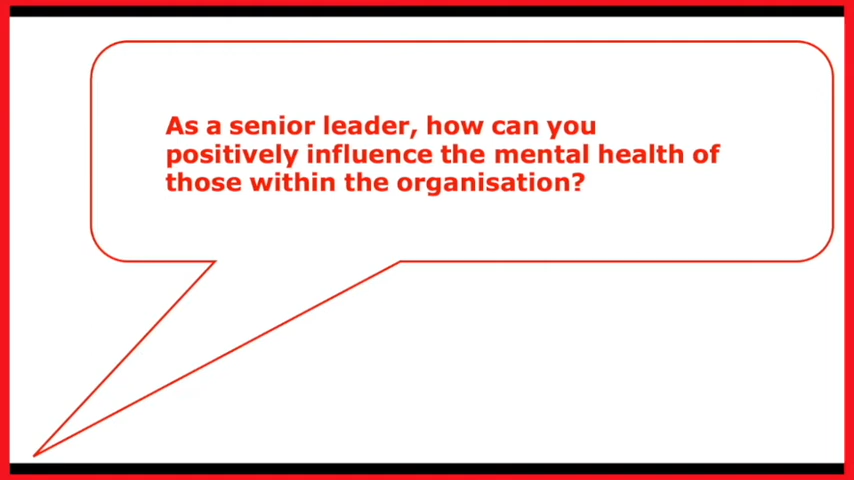 As a senior leader, how can you
positively influence the mental health of
those within the organisation?